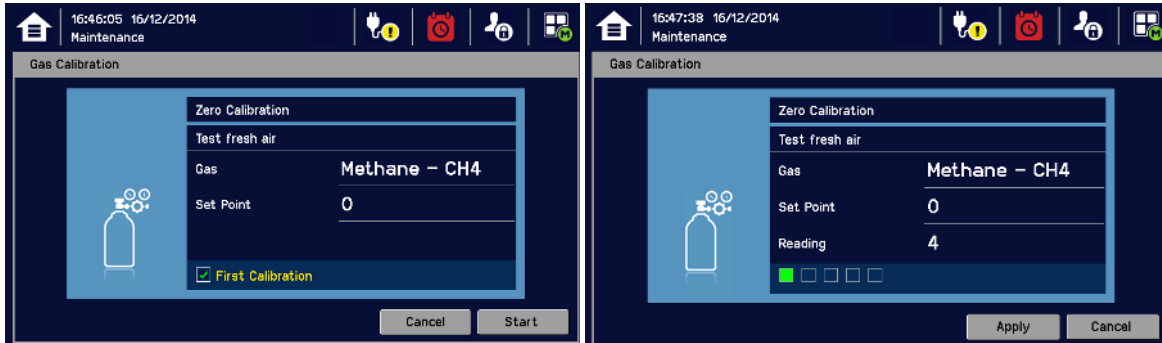 16:46:05 16/12/2014
Maintenance
Gas Calibration
Zero Calibration
Test fresh air
Gas Methane – CH4
Set Point 0
First Calibration
Cancel Start
16:47:38 16/12/2014
Maintenance
Gas Calibration
Zero Calibration
Test fresh air
Gas Methane – CH4
Set Point 0
Reading 4
Apply Cancel